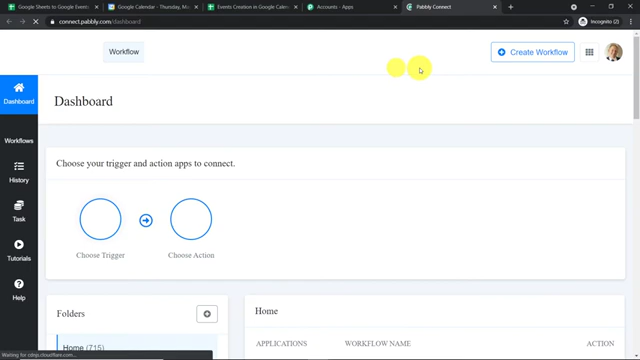 Google Sheets to Google Events
Google Calendar - Thursday, M
Events Creation in Google Cale
Accounts - Apps
Pabbly Connect
connect.pabbly.com/dashboard
Incognito (2)
Workflow
Create Workflow
Dashboard
Dashboard
Workflows
History
Task
Tutorials
Help
Choose your trigger and action apps to connect.
Choose Trigger
Choose Action
Folders
Home (715)
Home
APPLICATIONS
WORKFLOW NAME
ACTION
Waiting for cdnjs.cloudflare.com...